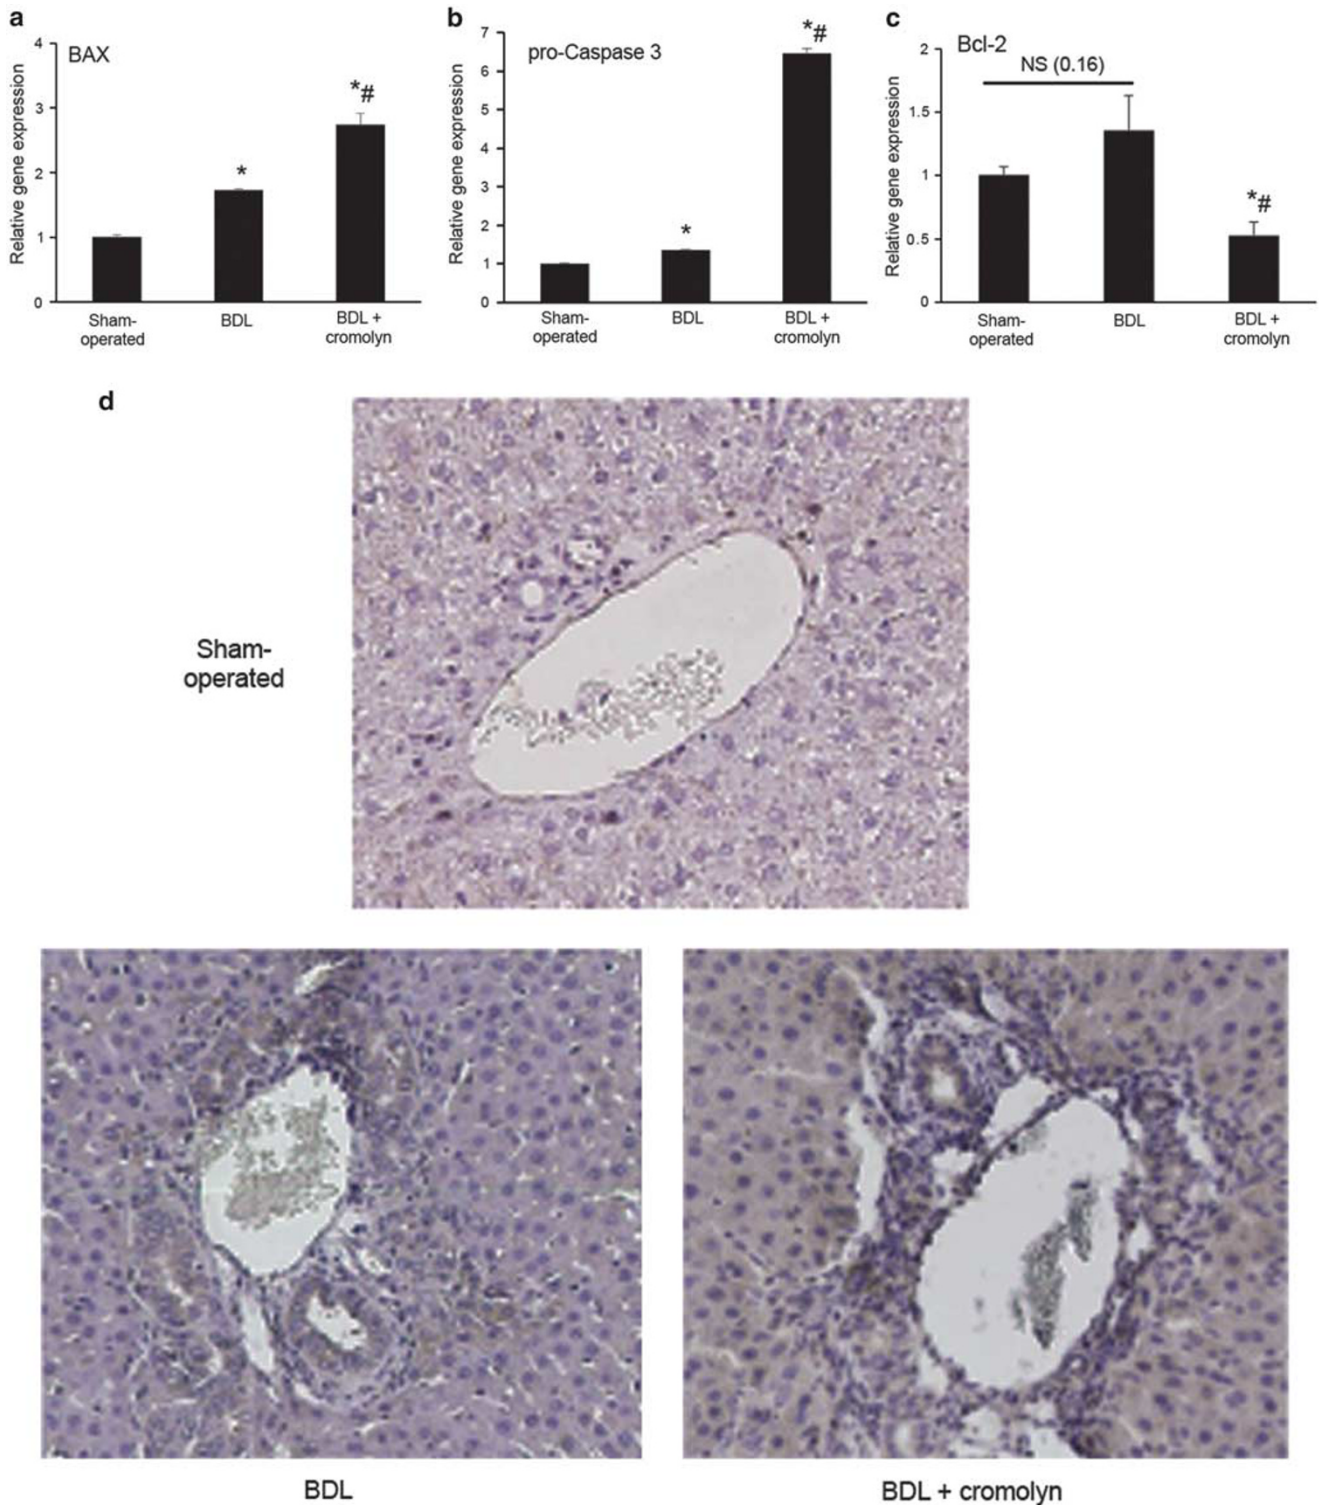 a
BAX
Relative gene expression
4
3
2
1
0
*
*#
Sham-
operated
BDL
BDL +
cromolyn
b
pro-Caspase 3
Relative gene expression
7
6
5
4
3
2
1
0
*
*#
Sham-
operated
BDL
BDL +
cromolyn
c
Bcl-2
NS (0.16)
Relative gene expression
2
1.5
1
0.5
0
*#
Sham-
operated
BDL
BDL +
cromolyn
d
Sham-
operated
BDL
BDL + cromolyn